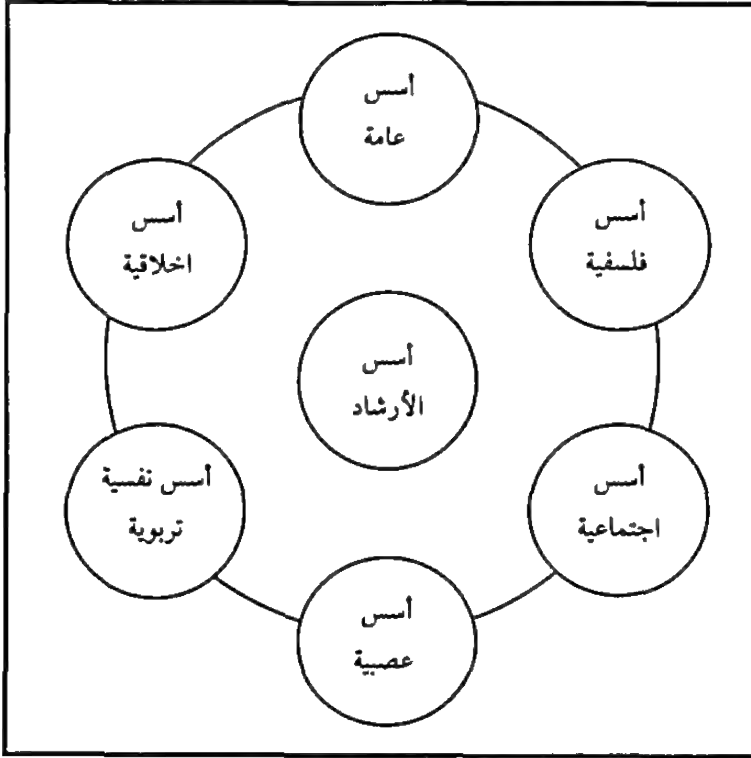 أسس
عامة
أسس
فلسفية
أسس
اخلاقية
أسس
الأرشاد
أسس
اجتماعية
أسس نفسية
تربوية
أسس
عصبية